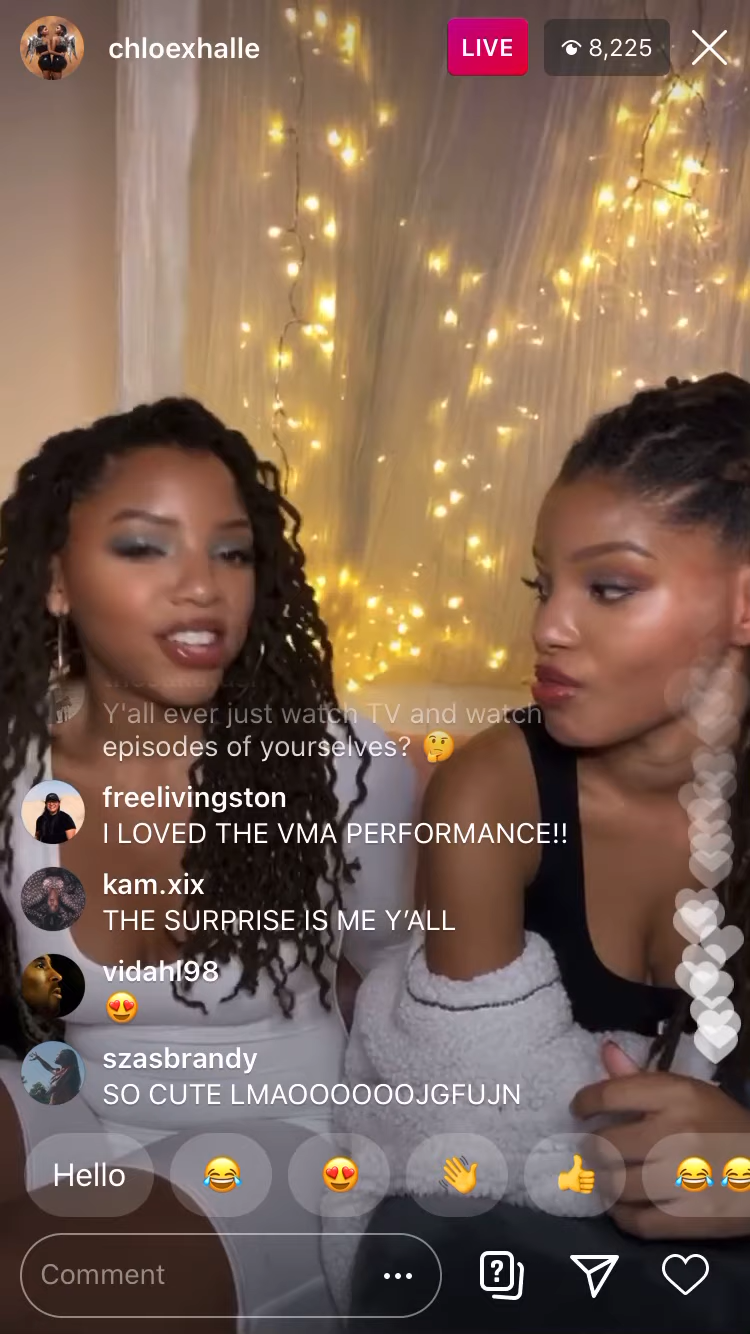 chloexhalle
LIVE
8,225
Y'all ever just watch TV and watch
episodes of yourselves? 🤔
freelivingston
I LOVED THE VMA PERFORMANCE!!
kam.xix
THE SURPRISE IS ME Y’ALL
vidahl98
😍
szasbrandy
SO CUTE LMAOOOOOOJGFUJN
Hello 😂 😍 👋 👍 😂😂
Comment